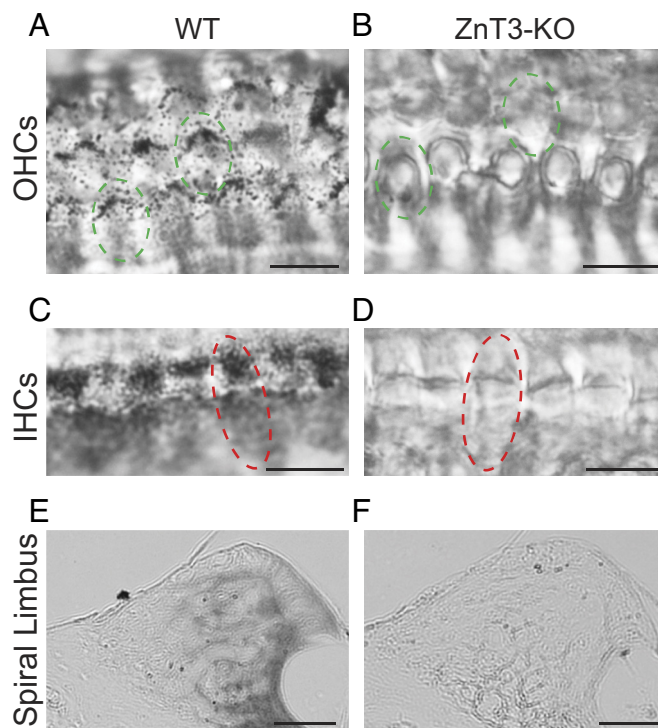 A WT B ZnT3-KO
OHCs
C D
IHCs
E F
Spiral Limbus